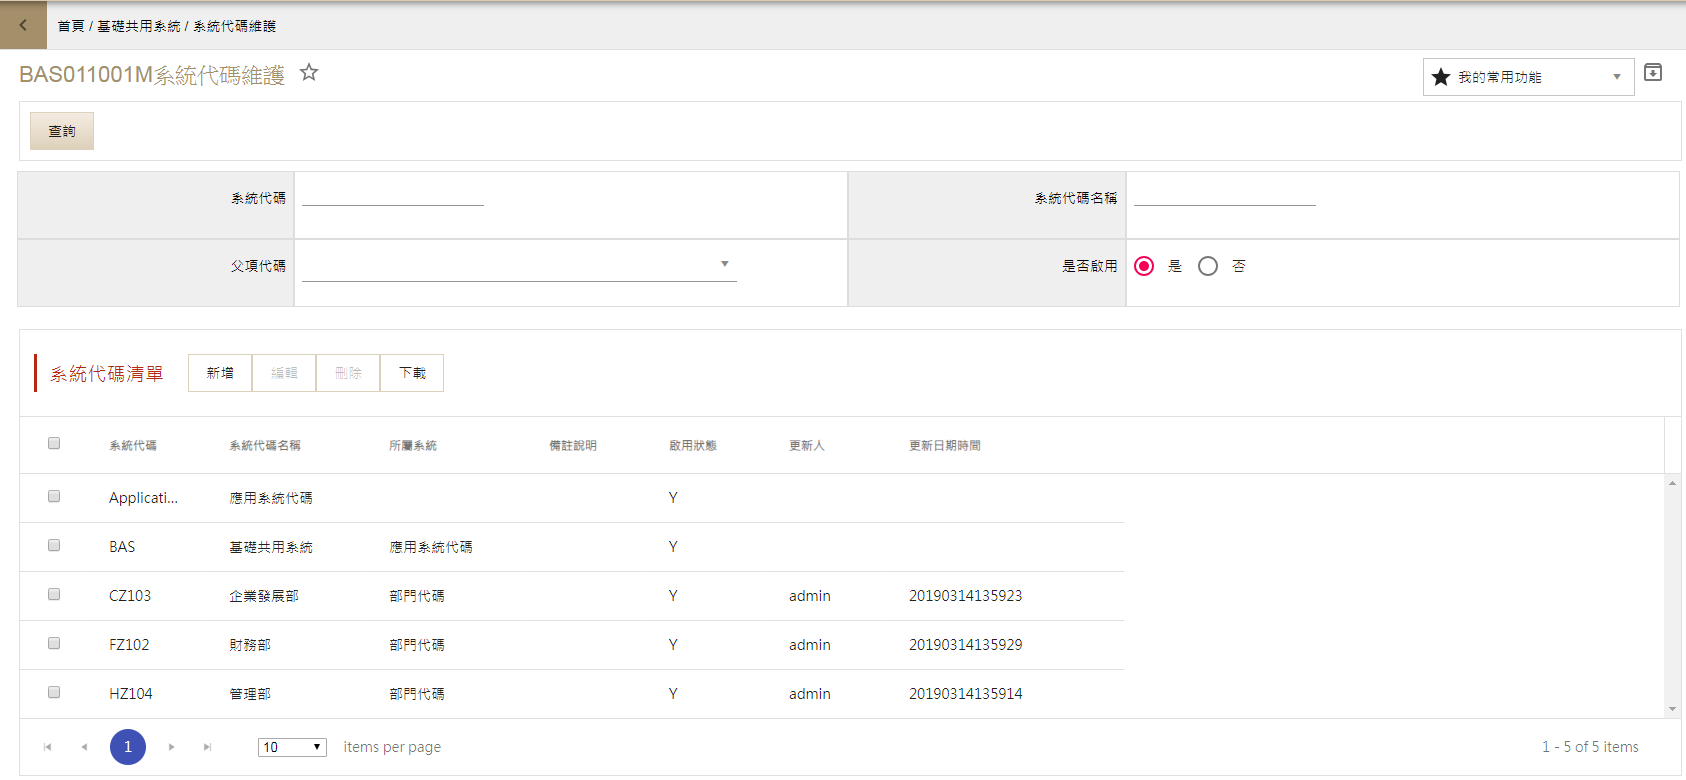 首頁 / 基礎共用系統 / 系統代碼維護
BAS011001M系統代碼維護
我的常用功能
查詢
系統代碼
系統代碼名稱
父項代碼
是否啟用 是 否
系統代碼清單 新增 編輯 刪除 下載
系統代碼 系統代碼名稱 所屬系統 備註說明 啟用狀態 更新人 更新日期時間
Applicati... 應用系統代碼 Y
BAS 基礎共用系統 應用系統代碼 Y
CZ103 企業發展部 部門代碼 Y admin 20190314135923
FZ102 財務部 部門代碼 Y admin 20190314135929
HZ104 管理部 部門代碼 Y admin 20190314135914
1 10 items per page 1 - 5 of 5 items